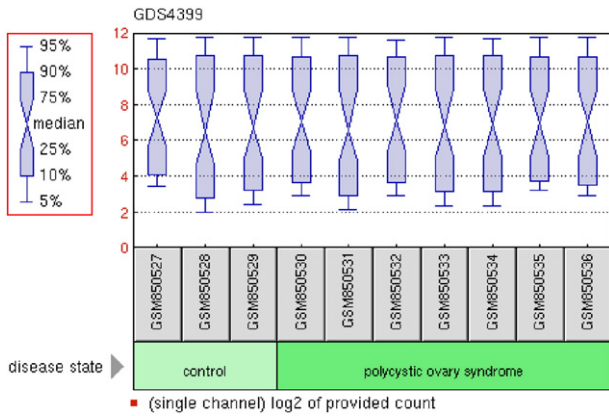 GDS4399
95%
90%
75%
median
25%
10%
5%
12
10
8
6
4
2
0
GSM850527
GSM850528
GSM850529
GSM850530
GSM850531
GSM850532
GSM850533
GSM850534
GSM850535
GSM850536
disease state
control
polycystic ovary syndrome
(single channel) log2 of provided count